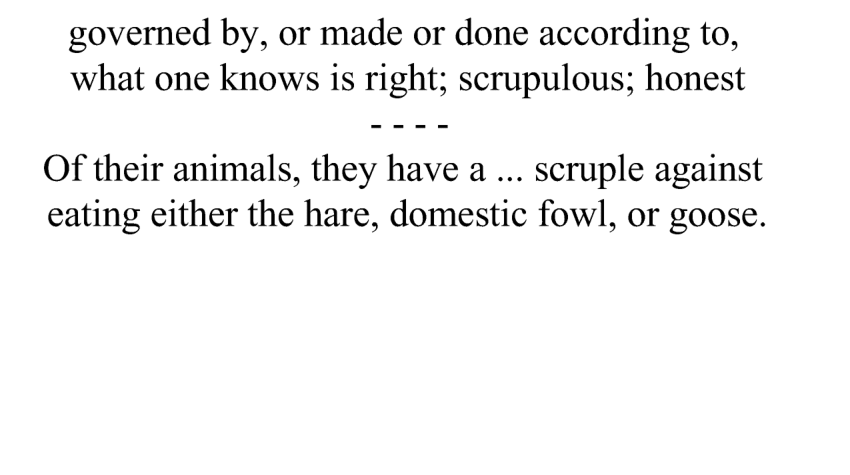 governed by, or made or done according to,
what one knows is right; scrupulous; honest
- - - -
Of their animals, they have a ... scruple against
eating either the hare, domestic fowl, or goose.